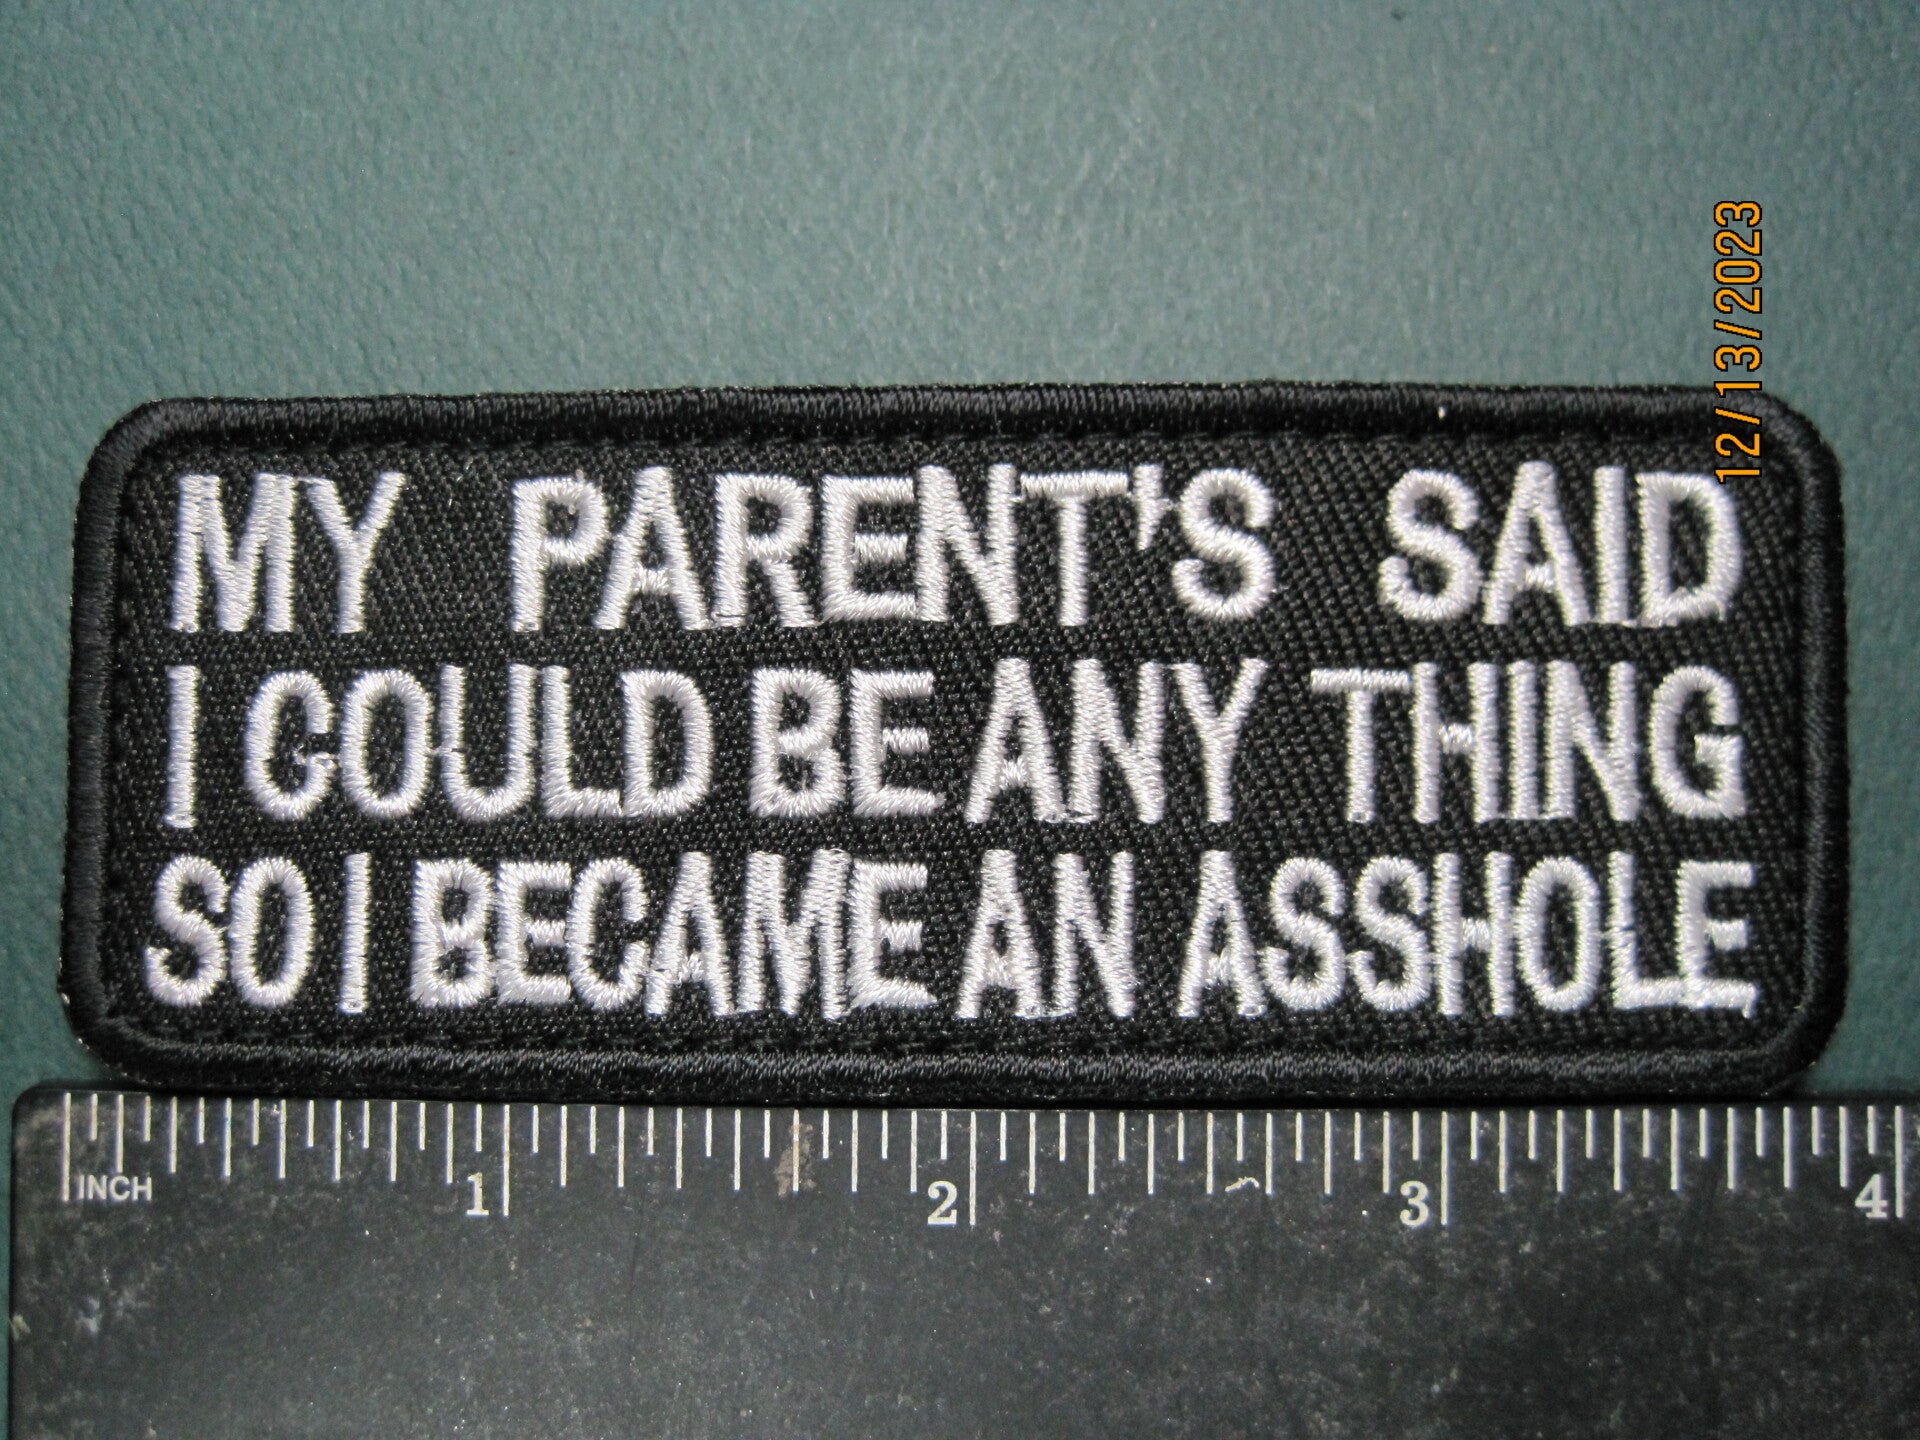 MY PARENT'S SAID
I COULD BE ANY THING
SO I BECAME AN ASSHOLE
12/13/2023
INCH 1 2 3 4